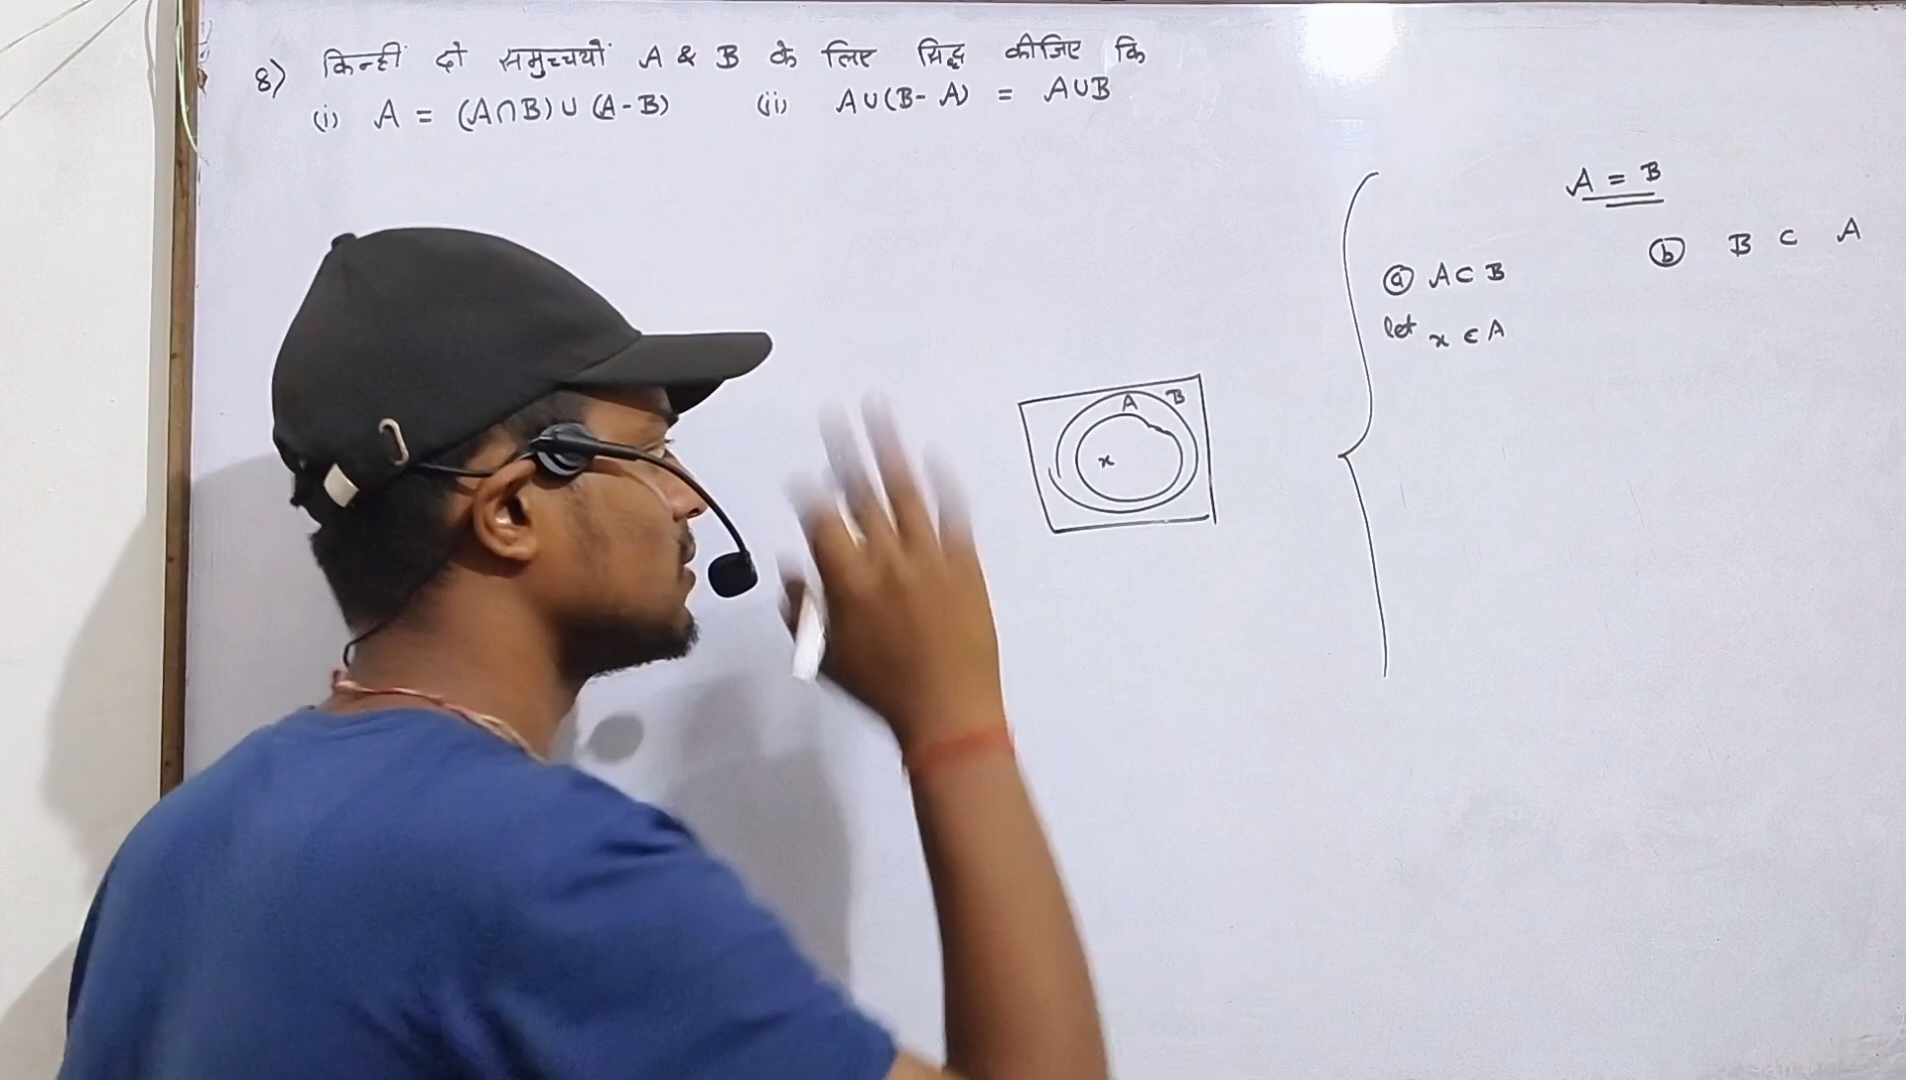 8) किन्हीं दो समुच्चयों A & B के लिए सिद्ध कीजिए कि
(i) A = (A∩B)∪(A-B) (ii) A∪(B-A) = A∪B
A = B
ⓐ A⊂B ⓑ B ⊂ A
let x ∈ A
A B
x